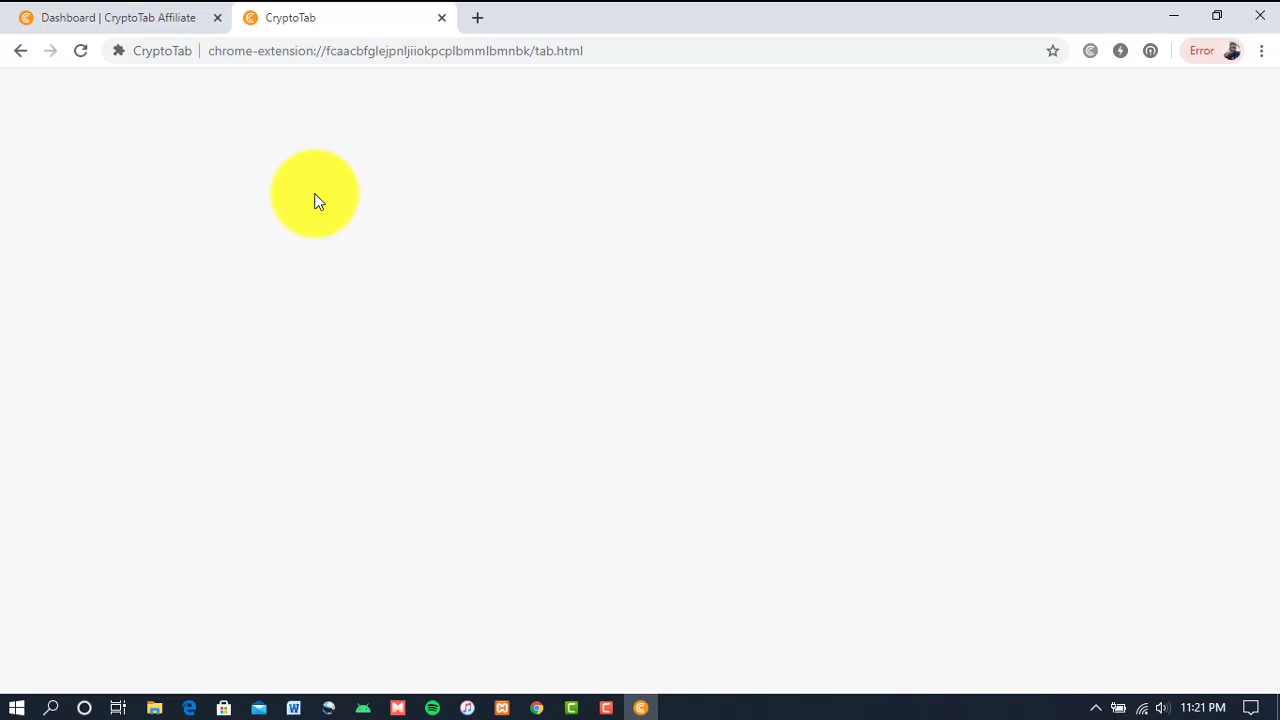 Dashboard | CryptoTab Affiliate
CryptoTab
CryptoTab | chrome-extension://fcaacbfglejpnljiiokpcplbmmlbmnbk/tab.html
Error
11:21 PM